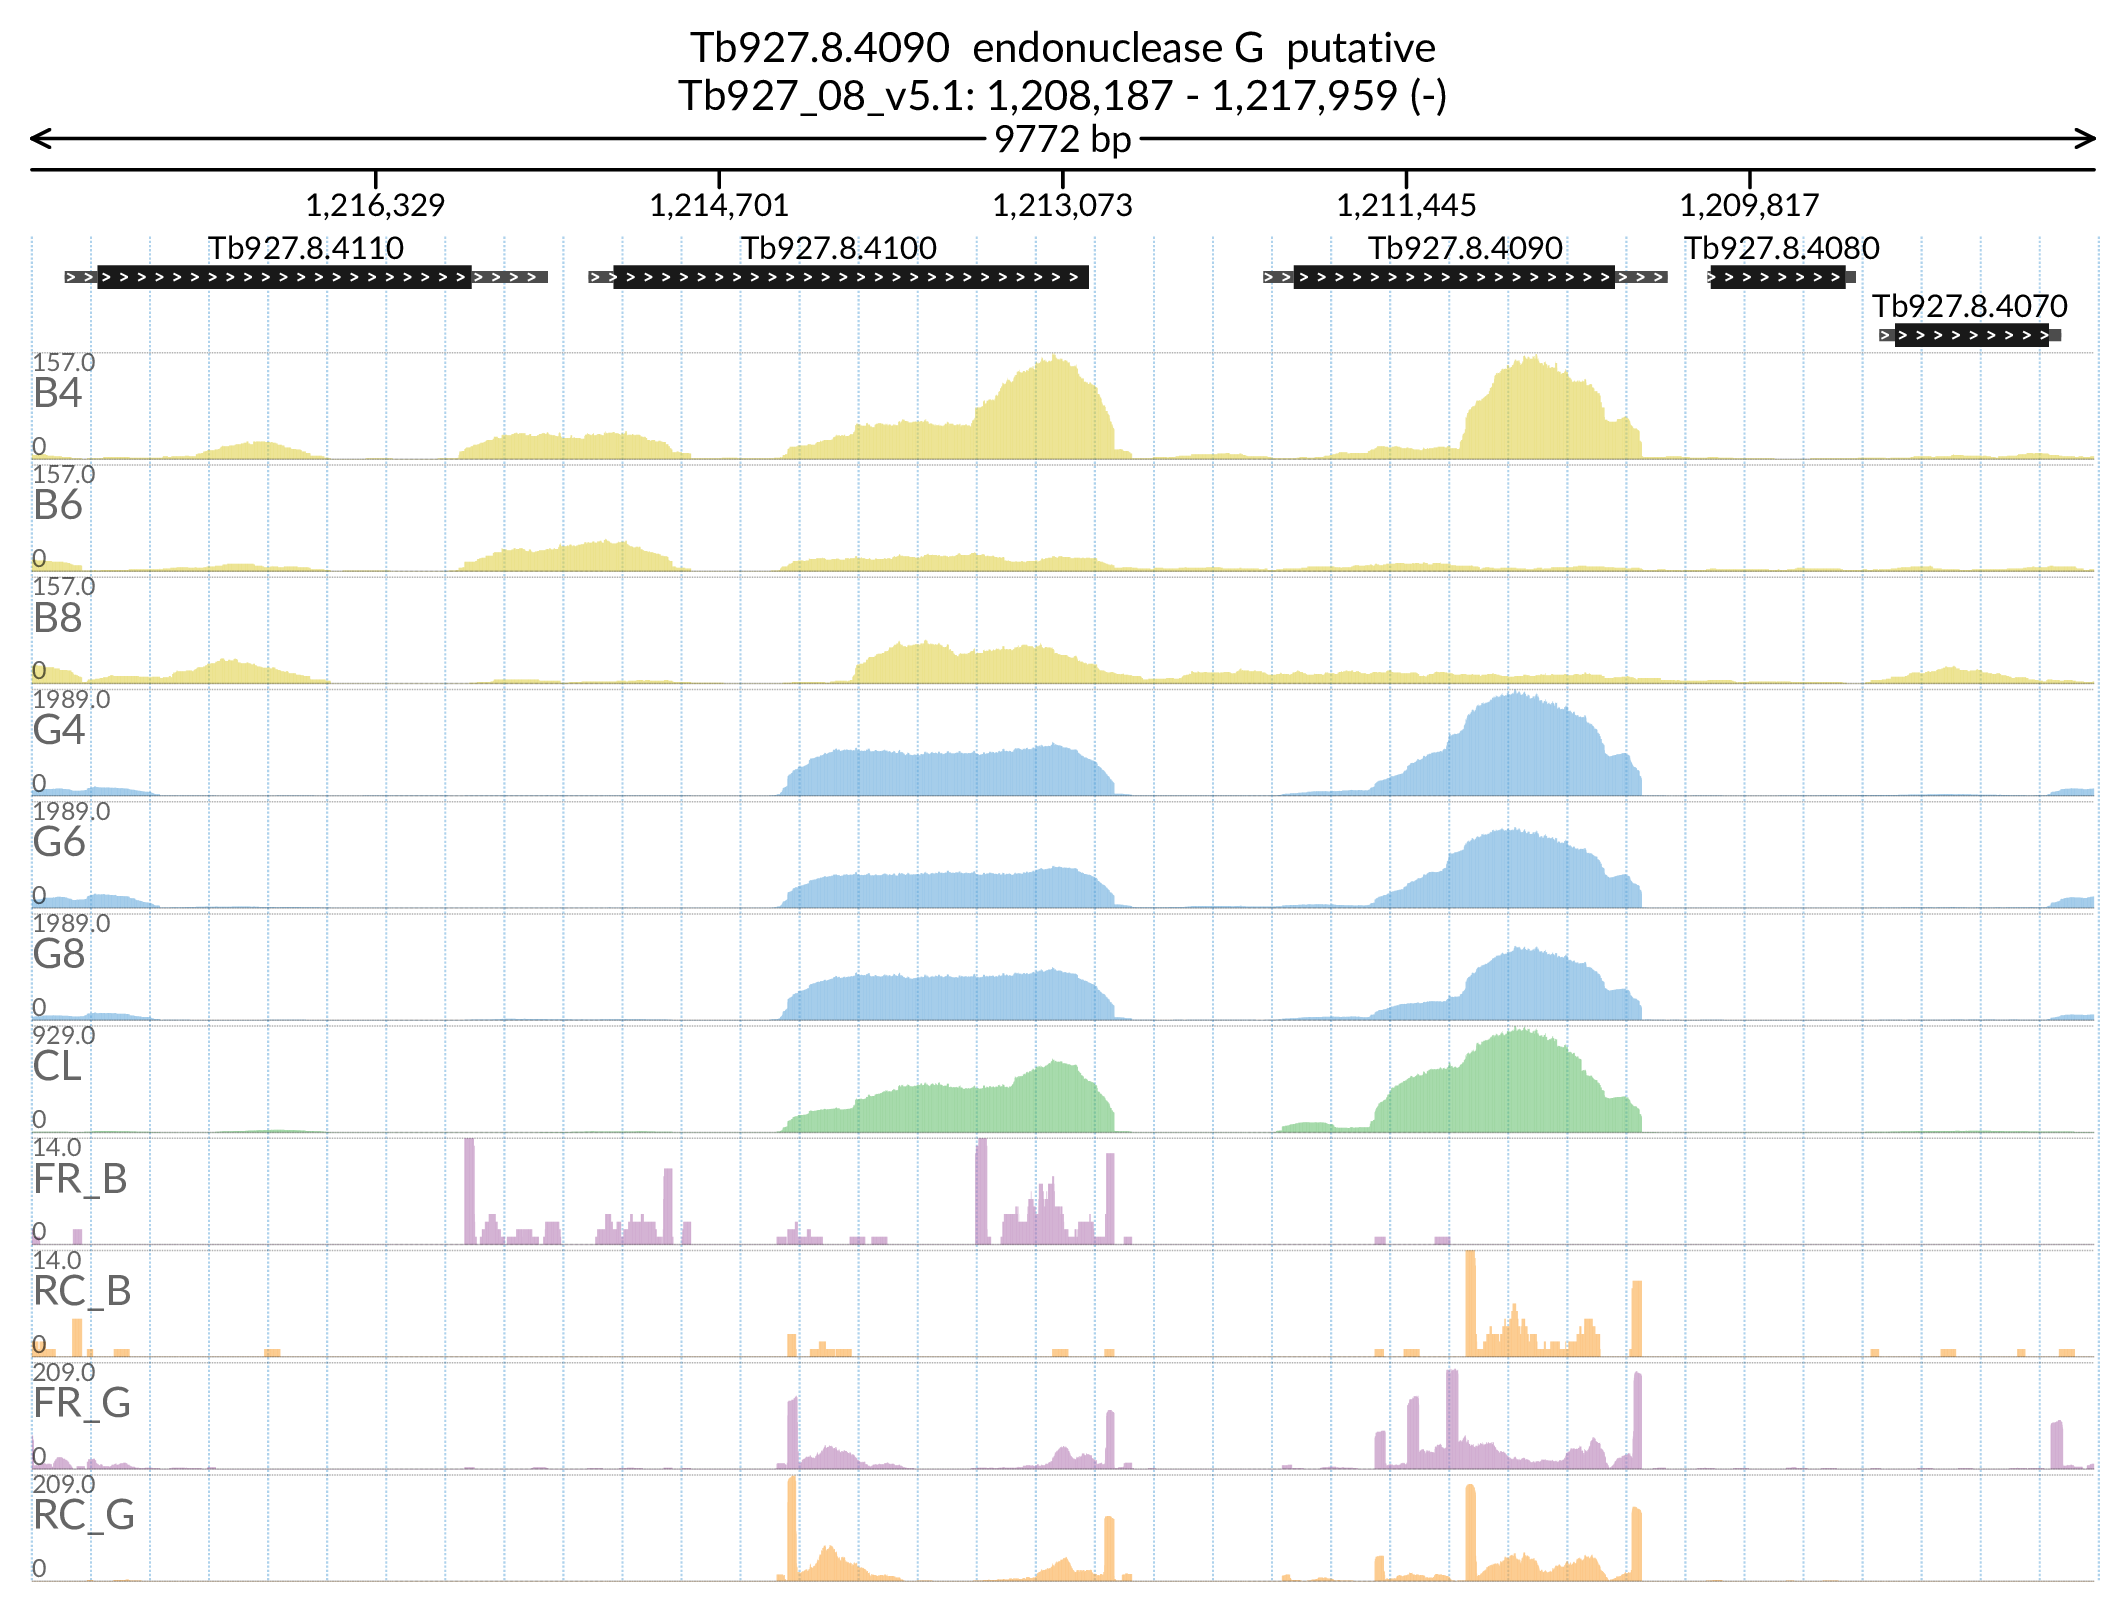 Tb927.8.4090  endonuclease G  putative
Tb927_08_v5.1: 1,208,187 - 1,217,959 (-)
9772 bp
1,216,329 1,214,701 1,213,073 1,211,445 1,209,817
Tb927.8.4110 Tb927.8.4100 Tb927.8.4090 Tb927.8.4080
Tb927.8.4070
157.0
B4
0
157.0
B6
0
157.0
B8
0
1989.0
G4
0
1989.0
G6
0
1989.0
G8
0
929.0
CL
0
14.0
FR_B
0
14.0
RC_B
0
209.0
FR_G
0
209.0
RC_G
0